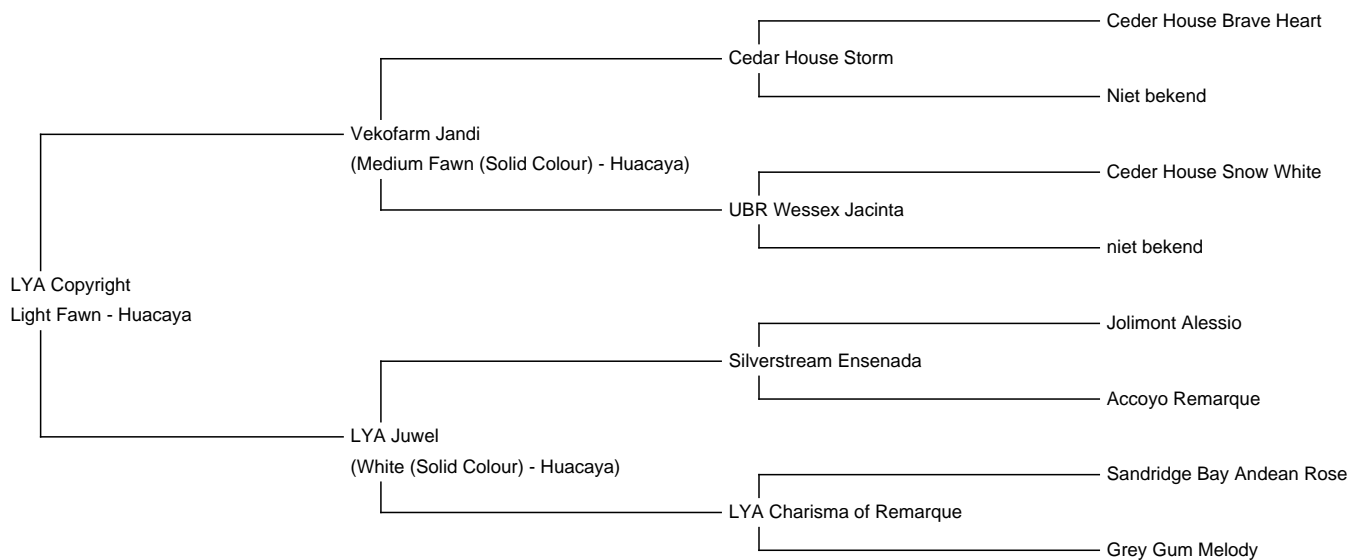 Ceder House Brave Heart
Cedar House Storm
Niet bekend
Vekofarm Jandi
(Medium Fawn (Solid Colour) - Huacaya)
Ceder House Snow White
UBR Wessex Jacinta
niet bekend
LYA Copyright
Light Fawn - Huacaya
Jolimont Alessio
Silverstream Ensenada
Accoyo Remarque
LYA Juwel
(White (Solid Colour) - Huacaya)
Sandridge Bay Andean Rose
LYA Charisma of Remarque
Grey Gum Melody